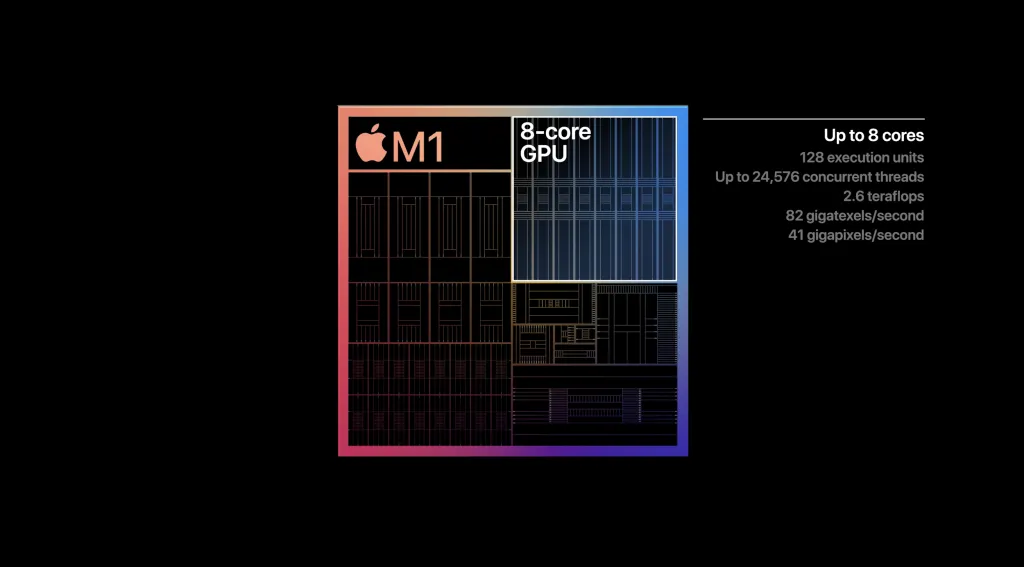 M1
8-core
GPU
Up to 8 cores
128 execution units
Up to 24,576 concurrent threads
2.6 teraflops
82 gigatexels/second
41 gigapixels/second